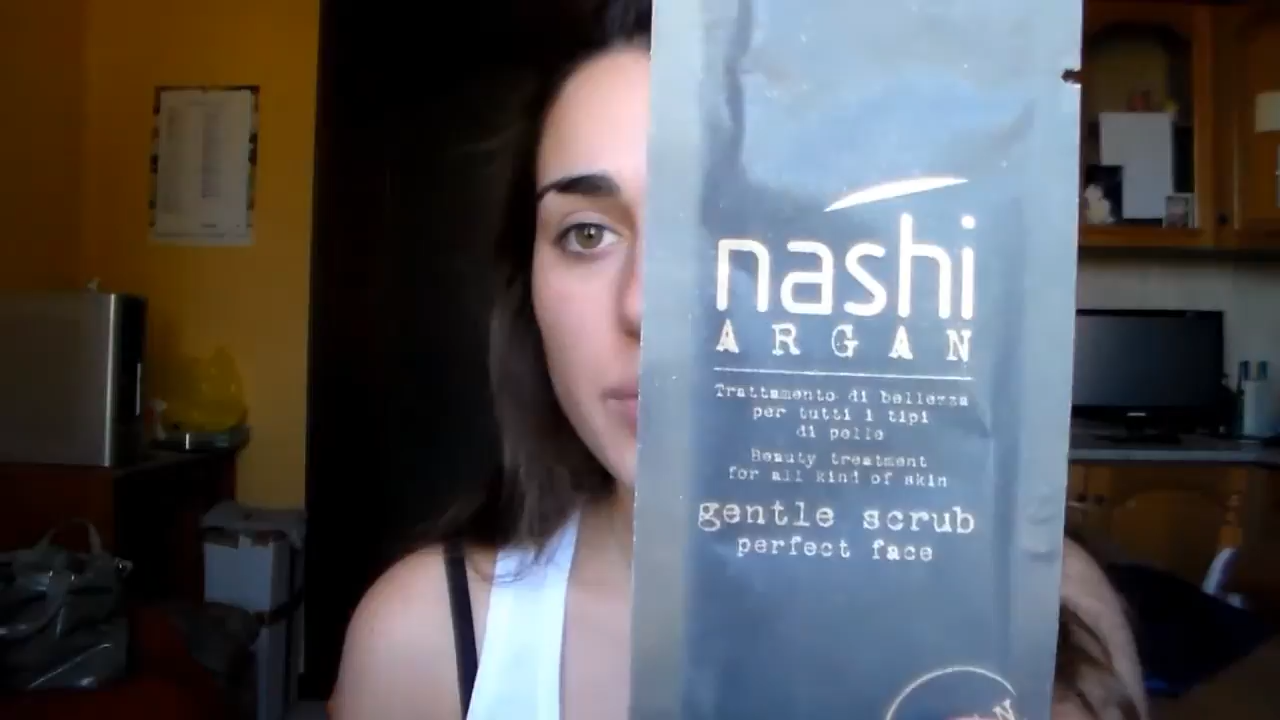 nashi
ARGAN
Trattamento di bellezza
per tutti i tipi
di pelle
Beauty treatment
for all kind of skin
gentle scrub
perfect face